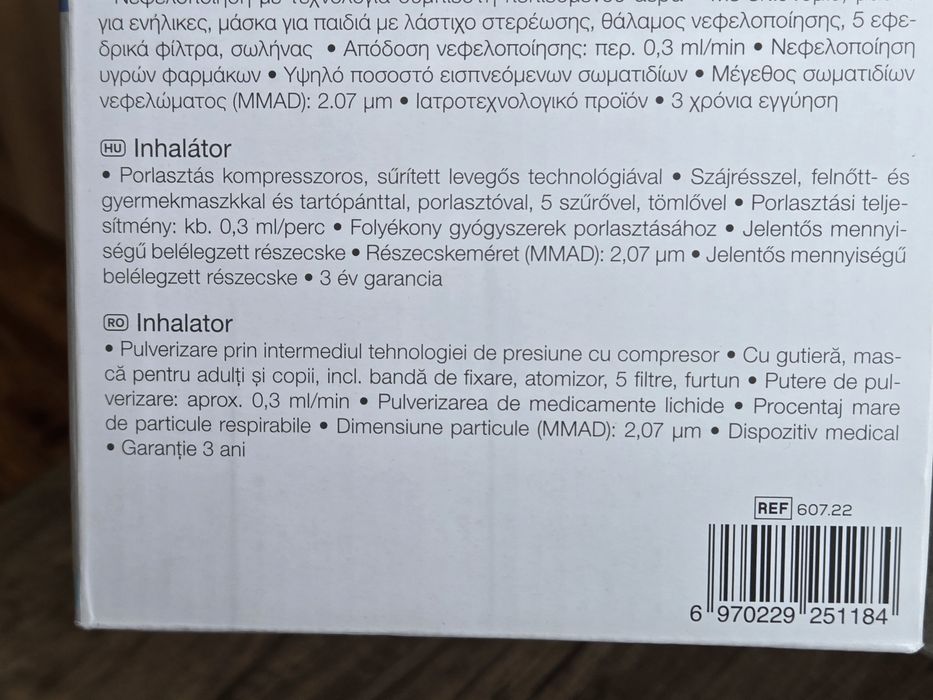 για ενήλικες, μάσκα για παιδιά με λάστιχο στερέωσης, θάλαμος νεφελοποίησης, 5 εφε-
δρικά φίλτρα, σωλήνας • Απόδοση νεφελοποίησης: περ. 0,3 ml/min • Νεφελοποίηση
υγρών φαρμάκων • Υψηλό ποσοστό εισπνεόμενων σωματιδίων • Μέγεθος σωματιδίων
νεφελώματος (MMAD): 2.07 μm • Ιατροτεχνολογικό προϊόν • 3 χρόνια εγγύηση
HU Inhalátor
• Porlasztás kompresszoros, sűrített levegős technológiával • Szájrésszel, felnőtt- és
gyermekmaszkkal és tartópánttal, porlasztóval, 5 szűrővel, tömlővel • Porlasztási telje-
sítmény: kb. 0,3 ml/perc • Folyékony gyógyszerek porlasztásához • Jelentős mennyi-
ségű belélegzett részecske • Részecskeméret (MMAD): 2,07 μm • Jelentős mennyiségű
belélegzett részecske • 3 év garancia
RO Inhalator
• Pulverizare prin intermediul tehnologiei de presiune cu compresor • Cu gutieră, mas-
că pentru adulți și copii, incl. bandă de fixare, atomizor, 5 filtre, furtun • Putere de pul-
verizare: aprox. 0,3 ml/min • Pulverizarea de medicamente lichide • Procentaj mare
de particule respirabile • Dimensiune particule (MMAD): 2,07 μm • Dispozitiv medical
• Garanție 3 ani
REF 607.22
6 970229 251184